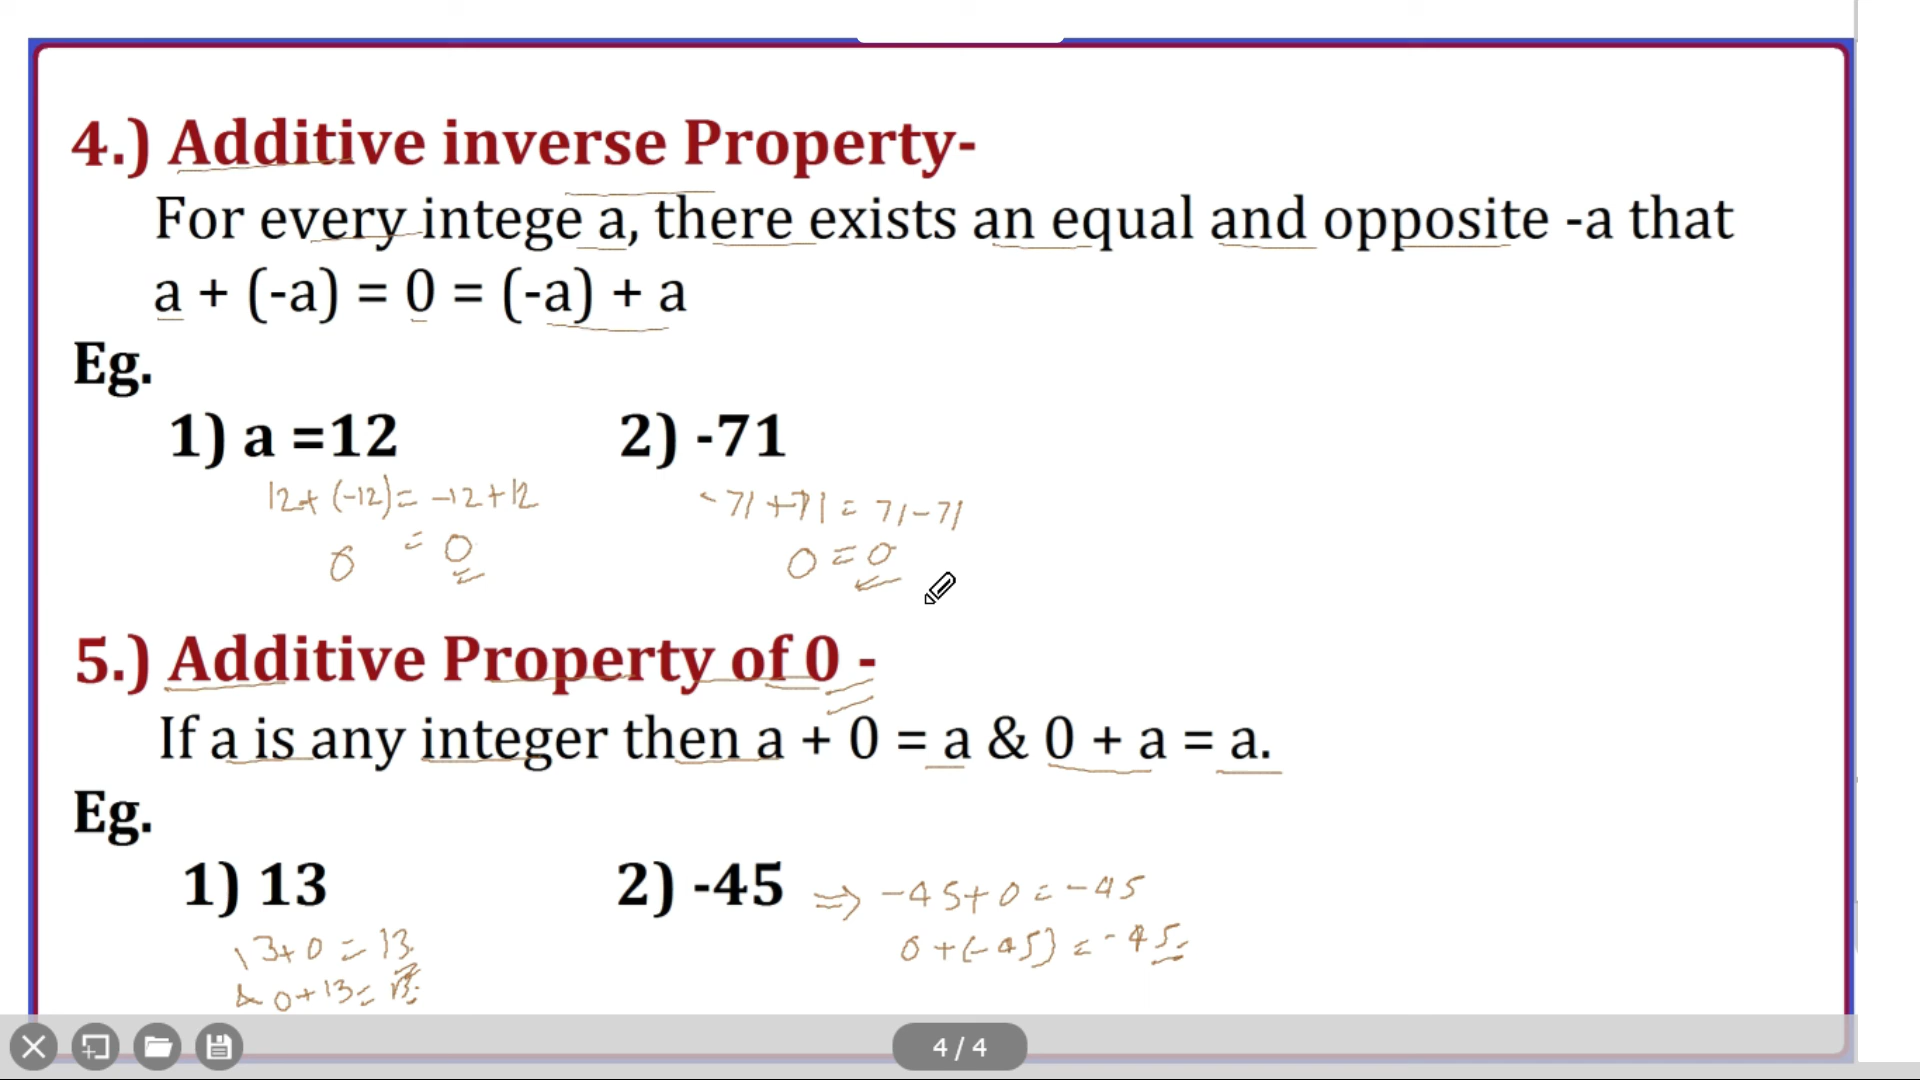 4.) Additive inverse Property-
For every intege a, there exists an equal and opposite -a that
a + (-a) = 0 = (-a) + a
Eg.
1) a =12 2) -71
12+ (-12) = -12+12 -71 +71 = 71-71
0 = 0 0 = 0
5.) Additive Property of 0 -
If a is any integer then a + 0 = a & 0 + a = a.
Eg.
1) 13 2) -45 ⇒ -45+0 = -45
13+0 = 13 0+(-45) = -45
& 0+13= 13
4 / 4